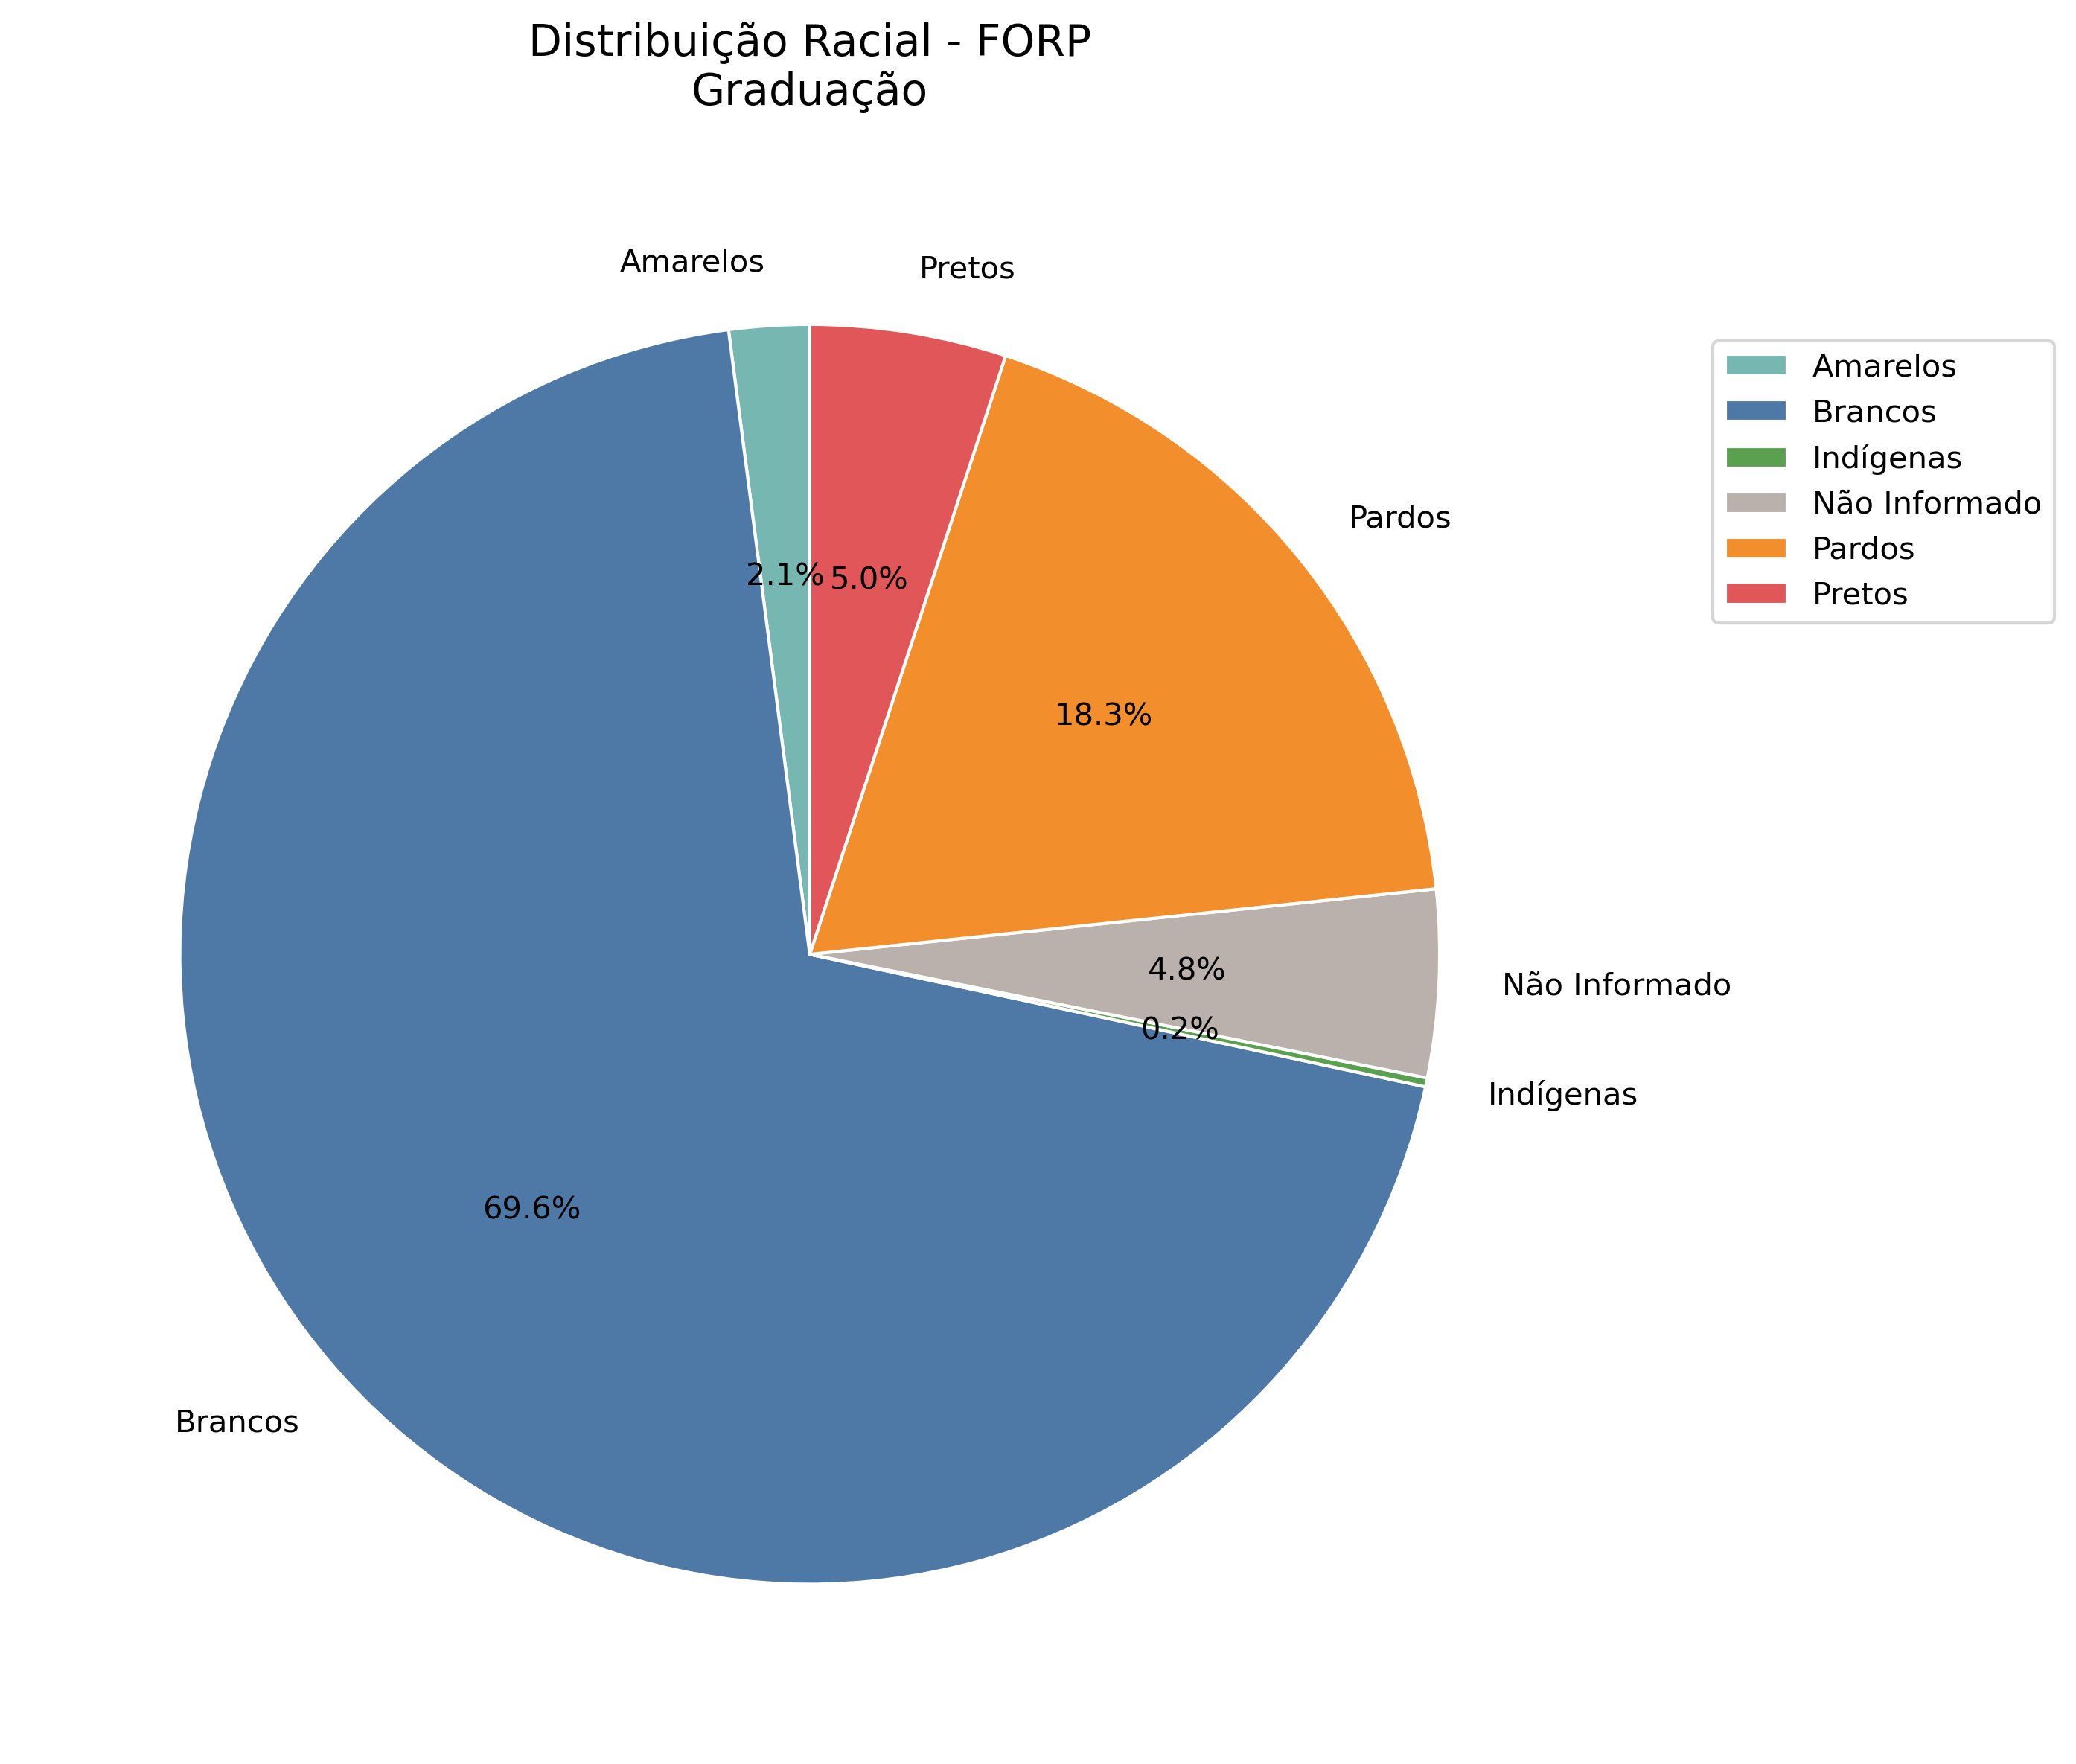 Distribuição Racial - FORP
Graduação
Amarelos
Pretos
Pardos
Não Informado
Indígenas
Brancos
2.1%
5.0%
18.3%
4.8%
0.2%
69.6%
Amarelos
Brancos
Indígenas
Não Informado
Pardos
Pretos